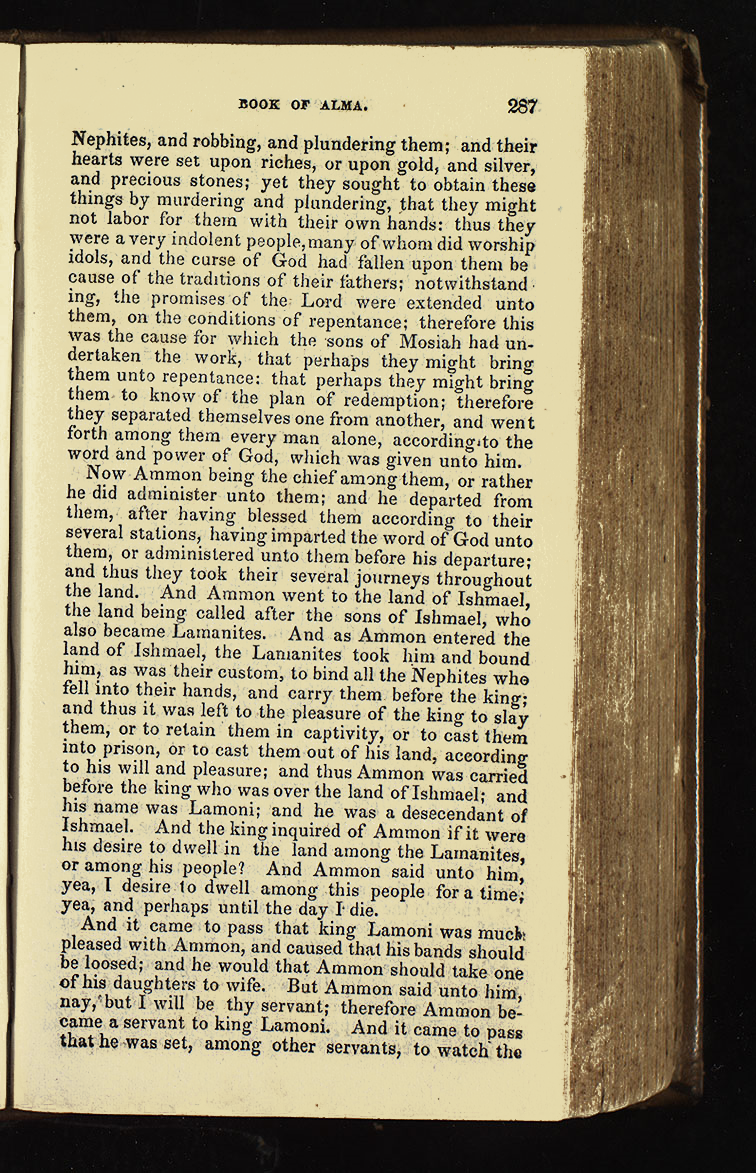 BOOK OF ALMA. 287
Nephites, and robbing, and plundering them; and their
hearts were set upon riches, or upon gold, and silver,
and precious stones; yet they sought to obtain these
things by murdering and plundering, that they might
not labor for them with their own hands: thus they
were a very indolent people, many of whom did worship
idols, and the curse of God had fallen upon them be
cause of the traditions of their fathers; notwithstand
ing, the promises of the Lord were extended unto
them, on the conditions of repentance; therefore this
was the cause for which the sons of Mosiah had un-
dertaken the work, that perhaps they might bring
them unto repentance: that perhaps they might bring
them to know of the plan of redemption; therefore
they separated themselves one from another, and went
forth among them every man alone, according to the
word and power of God, which was given unto him.
Now Ammon being the chief among them, or rather
he did administer unto them; and he departed from
them, after having blessed them according to their
several stations, having imparted the word of God unto
them, or administered unto them before his departure;
and thus they took their several journeys throughout
the land. And Ammon went to the land of Ishmael,
the land being called after the sons of Ishmael, who
also became Lamanites. And as Ammon entered the
land of Ishmael, the Lamanites took him and bound
him, as was their custom, to bind all the Nephites who
fell into their hands, and carry them before the king;
and thus it was left to the pleasure of the king to slay
them, or to retain them in captivity, or to cast them
into prison, or to cast them out of his land, according
to his will and pleasure; and thus Ammon was carried
before the king who was over the land of Ishmael; and
his name was Lamoni; and he was a desecendant of
Ishmael. And the king inquired of Ammon if it were
his desire to dwell in the land among the Lamanites,
or among his people? And Ammon said unto him,
yea, I desire to dwell among this people for a time;
yea, and perhaps until the day I die.
And it came to pass that king Lamoni was much
pleased with Ammon, and caused that his bands should
be loosed; and he would that Ammon should take one
of his daughters to wife. But Ammon said unto him,
nay, but I will be thy servant; therefore Ammon be-
came a servant to king Lamoni. And it came to pass
that he was set, among other servants, to watch the